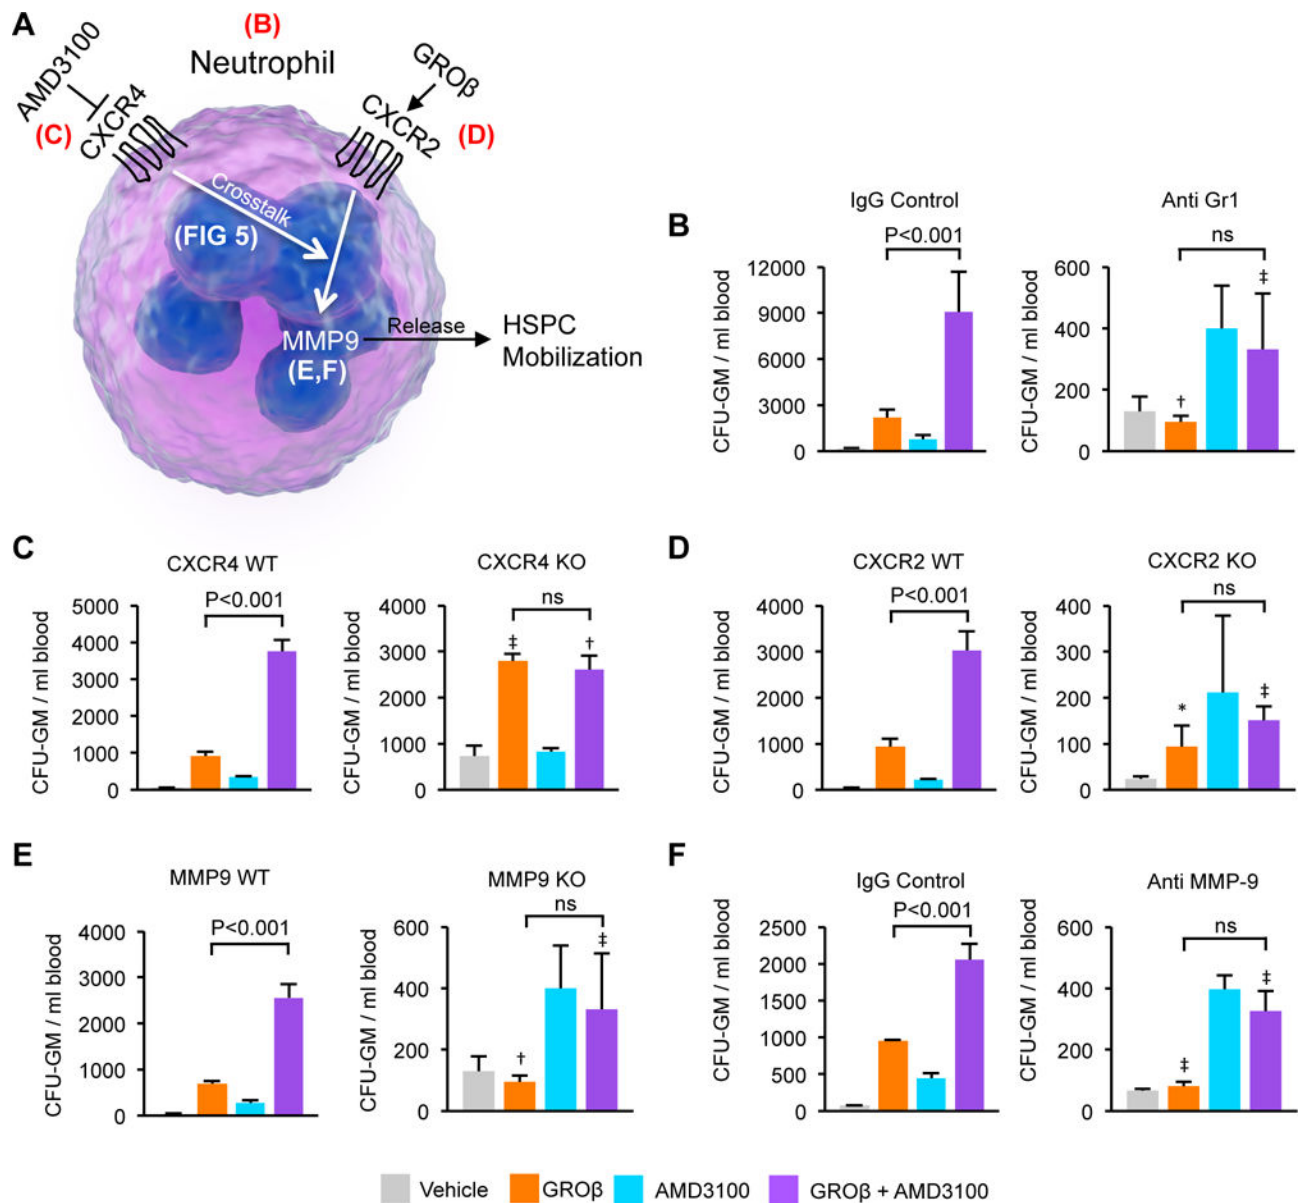 A
(B)
Neutrophil
AMD3100
CXCR4
(C)
GROβ
CXCR2
(D)
Crosstalk
(FIG 5)
MMP9
(E,F)
Release
HSPC
Mobilization
B
IgG Control
P<0.001
CFU-GM / ml blood
12000
9000
6000
3000
0
Anti Gr1
ns
CFU-GM / ml blood
600
400
200
0
†
‡
C
CXCR4 WT
P<0.001
CFU-GM / ml blood
5000
4000
3000
2000
1000
0
CXCR4 KO
ns
CFU-GM / ml blood
4000
3000
2000
1000
0
‡
†
D
CXCR2 WT
P<0.001
CFU-GM / ml blood
4000
3000
2000
1000
0
CXCR2 KO
ns
CFU-GM / ml blood
400
300
200
100
0
*
‡
E
MMP9 WT
P<0.001
CFU-GM / ml blood
4000
3000
2000
1000
0
MMP9 KO
ns
CFU-GM / ml blood
600
400
200
0
†
‡
F
IgG Control
P<0.001
CFU-GM / ml blood
2500
2000
1500
1000
500
0
Anti MMP-9
ns
CFU-GM / ml blood
600
400
200
0
‡
‡
Vehicle
GROβ
AMD3100
GROβ + AMD3100